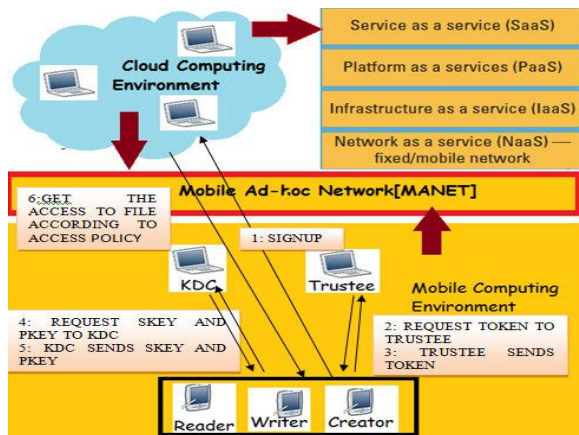 Cloud Computing
Environment
Service as a service (SaaS)
Platform as a services (PaaS)
Infrastructure as a service (IaaS)
Network as a service (NaaS) —
fixed/mobile network
Mobile Ad-hoc Network[MANET]
6:GET THE
ACCESS TO FILE
ACCORDING TO
ACCESS POLICY
1: SIGNUP
KDC
Trustee
Mobile Computing
Environment
4: REQUEST SKEY AND
PKEY TO KDC
5: KDC SENDS SKEY AND
PKEY
2: REQUEST TOKEN TO
TRUSTEE
3: TRUSTEE SENDS
TOKEN
Reader
Writer
Creator